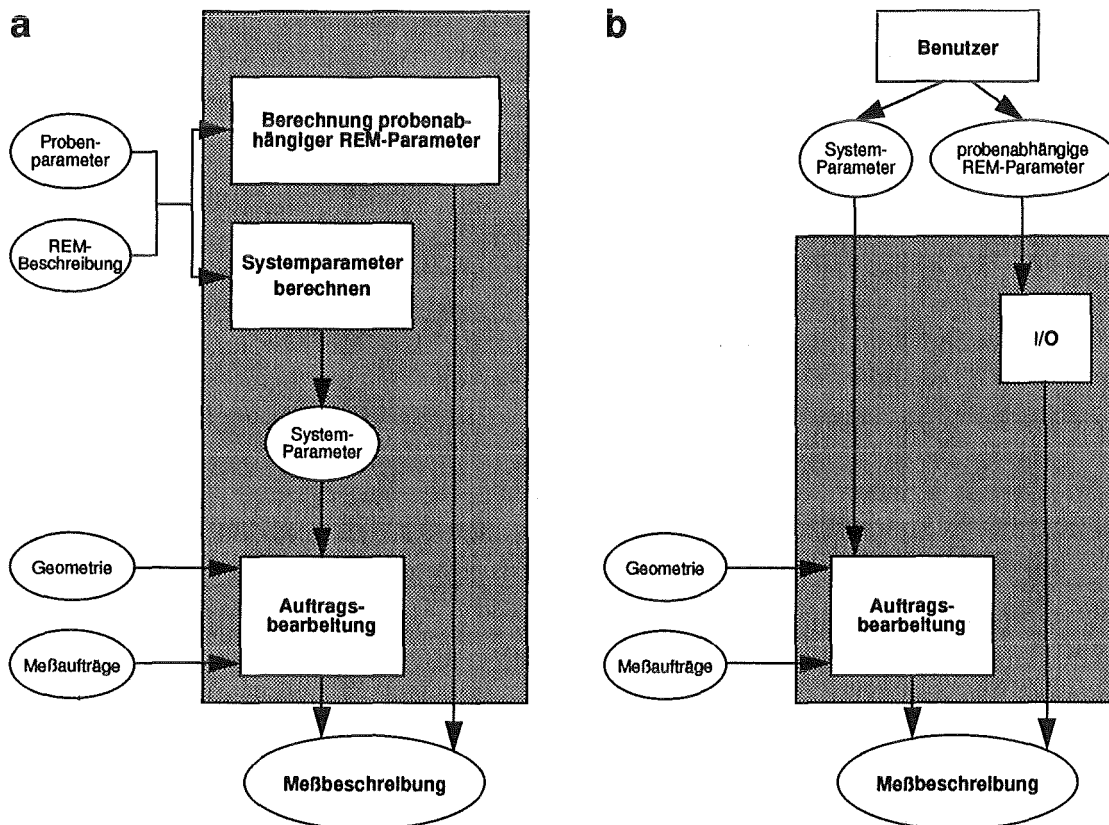 a
Berechnung probenab-
hängiger REM-Parameter
Proben-
parameter
REM-
Beschreibung
Systemparameter
berechnen
System-
Parameter
Geometrie
Auftrags-
bearbeitung
Meßaufträge
Meßbeschreibung
b
Benutzer
System-
Parameter
probenabhängige
REM-Parameter
I/O
Geometrie
Auftrags-
bearbeitung
Meßaufträge
Meßbeschreibung